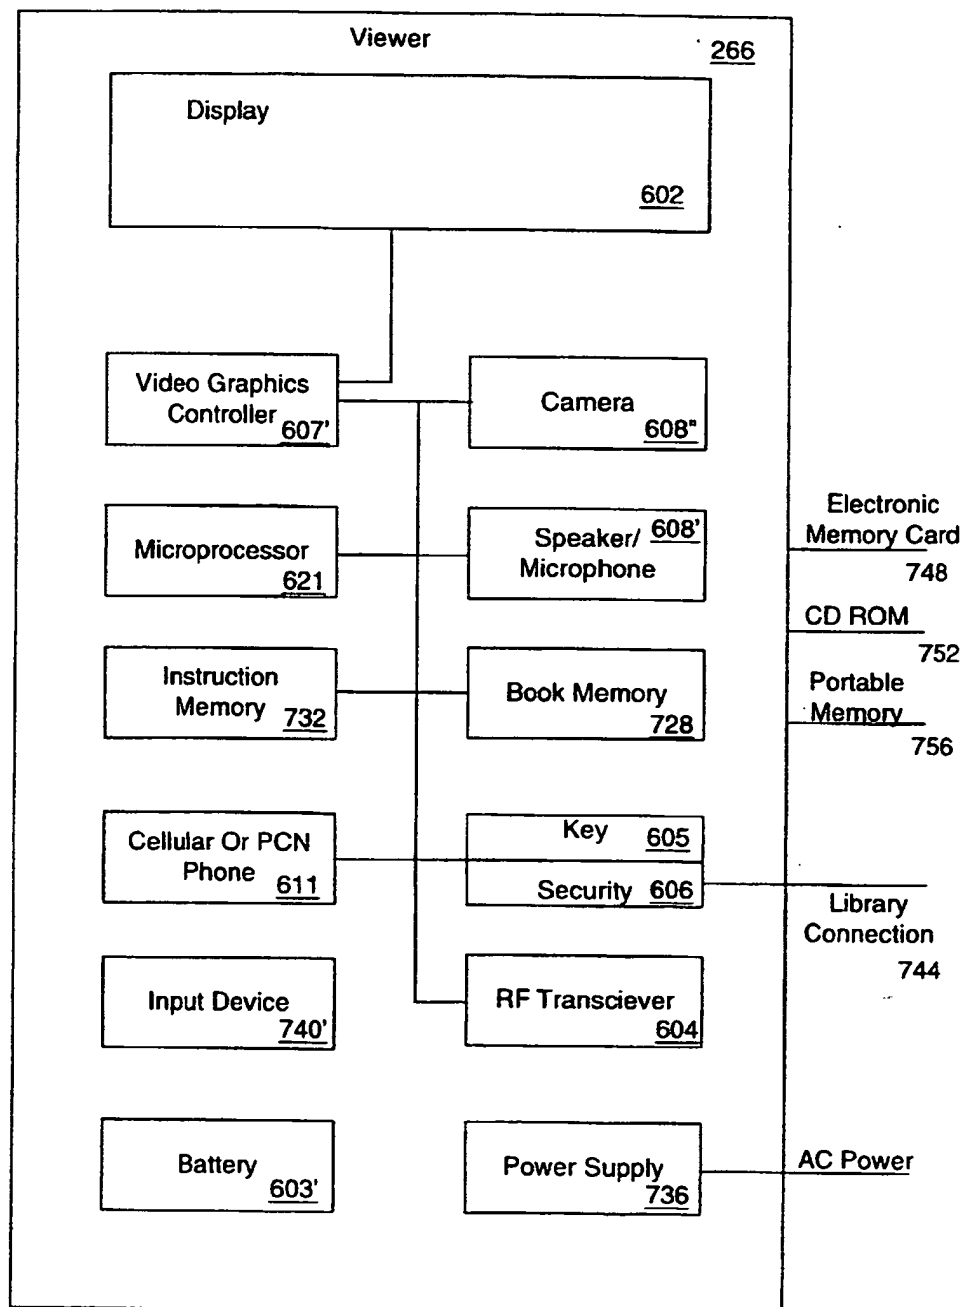 Viewer
266
Display
602
Video Graphics
Controller
607'
Camera
608"
Microprocessor
621
Speaker/
Microphone
608'
Electronic
Memory Card
748
CD ROM
752
Instruction
Memory
732
Book Memory
728
Portable
Memory
756
Cellular Or PCN
Phone
611
Key
605
Security
606
Library
Connection
744
Input Device
740'
RF Transciever
604
Battery
603'
Power Supply
736
AC Power